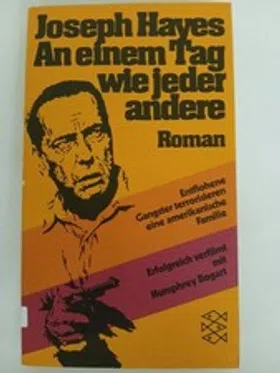 Joseph Hayes
An einem Tag
wie jeder
andere
Roman
Entflohene
Gangster terrorisieren
eine amerikanische
Familie
Erfolgreich verfilmt
mit
Humphrey Bogart